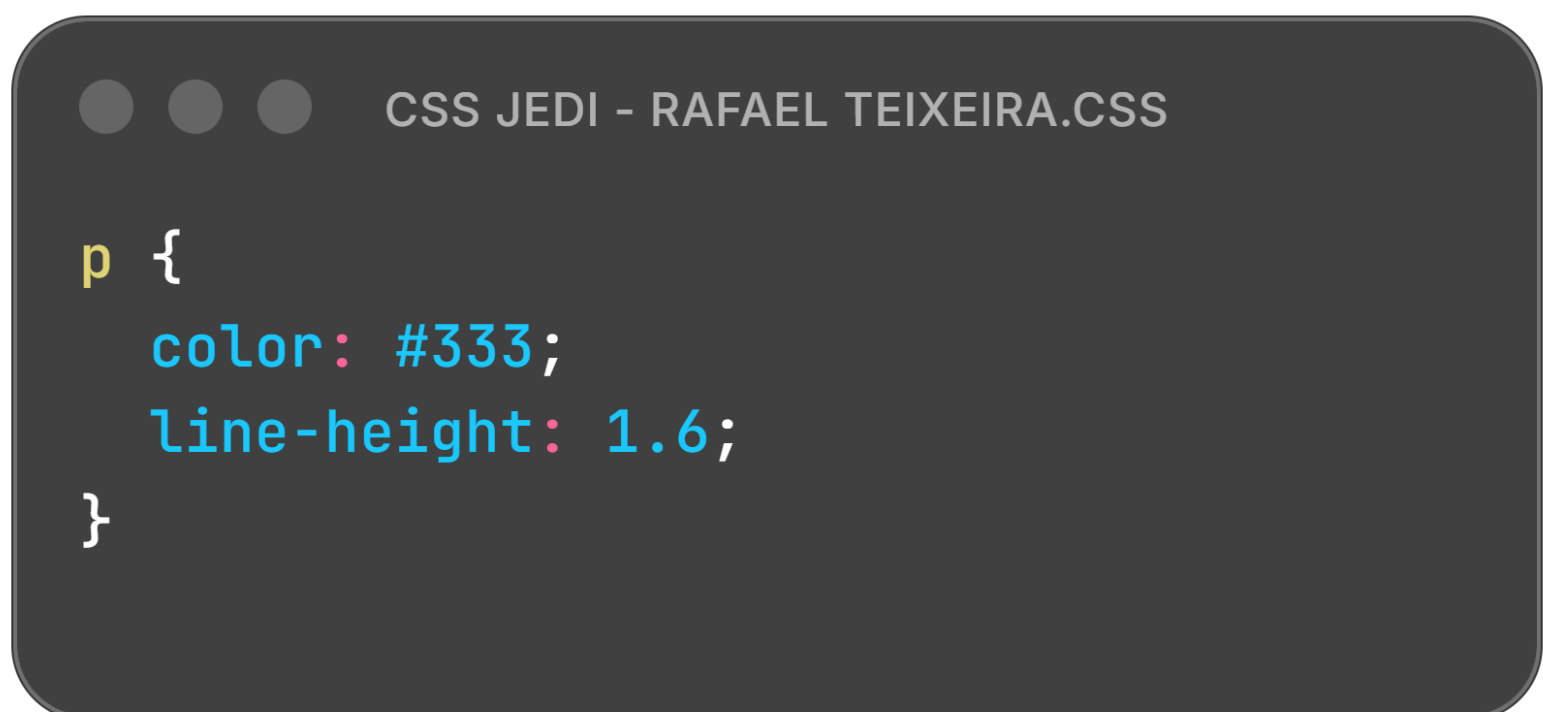 CSS JEDI - RAFAEL TEIXEIRA.CSS
p {
  color: #333;
  line-height: 1.6;
}